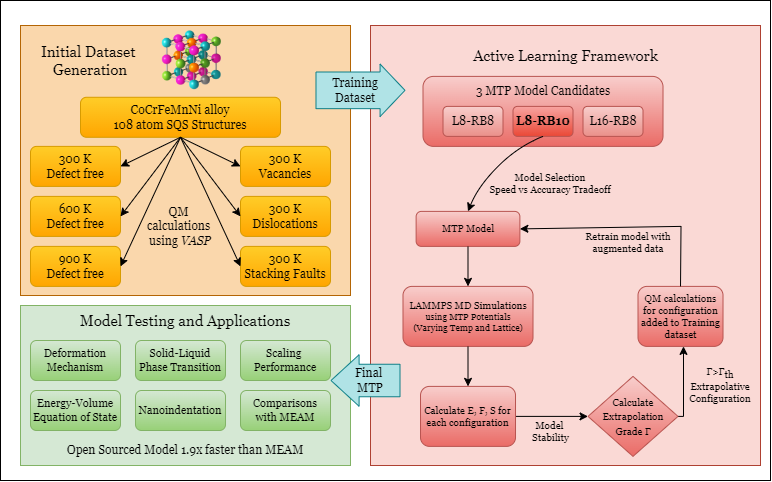 Initial Dataset
Generation
CoCrFeMnNi alloy
108 atom SQS Structures
300 K
Defect free
600 K
Defect free
900 K
Defect free
QM
calculations
using VASP
300 K
Vacancies
300 K
Dislocations
300 K
Stacking Faults
Training
Dataset
Active Learning Framework
3 MTP Model Candidates
L8-RB8
L8-RB10
L16-RB8
Model Selection
Speed vs Accuracy Tradeoff
MTP Model
Retrain model with
augmented data
LAMMPS MD Simulations
using MTP Potentials
(Varying Temp and Lattice)
QM calculations
for configuration
added to Training
dataset
Γ>Γth
Extrapolative
Configuration
Calculate E, F, S for
each configuration
Model
Stability
Calculate
Extrapolation
Grade Γ
Final
MTP
Model Testing and Applications
Deformation
Mechanism
Solid-Liquid
Phase Transition
Scaling
Performance
Energy-Volume
Equation of State
Nanoindentation
Comparisons
with MEAM
Open Sourced Model 1.9x faster than MEAM